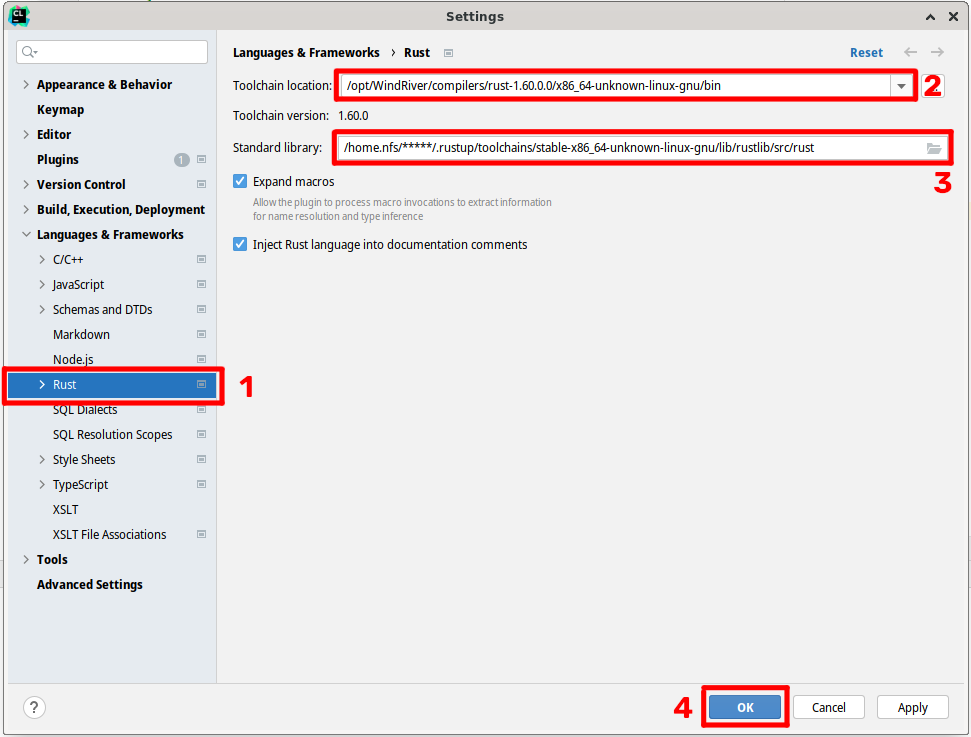 CL
Settings
Appearance & Behavior
Keymap
Editor
Plugins 1
Version Control
Build, Execution, Deployment
Languages & Frameworks
C/C++
JavaScript
Schemas and DTDs
Markdown
Node.js
Rust
1
SQL Dialects
SQL Resolution Scopes
Style Sheets
TypeScript
XSLT
XSLT File Associations
Tools
Advanced Settings
Languages & Frameworks › Rust
Reset
Toolchain location: /opt/WindRiver/compilers/rust-1.60.0.0/x86_64-unknown-linux-gnu/bin
2
Toolchain version: 1.60.0
Standard library: /home.nfs/*****/.rustup/toolchains/stable-x86_64-unknown-linux-gnu/lib/rustlib/src/rust
3
Expand macros
Allow the plugin to process macro invocations to extract information
for name resolution and type inference
Inject Rust language into documentation comments
?
4
OK
Cancel
Apply